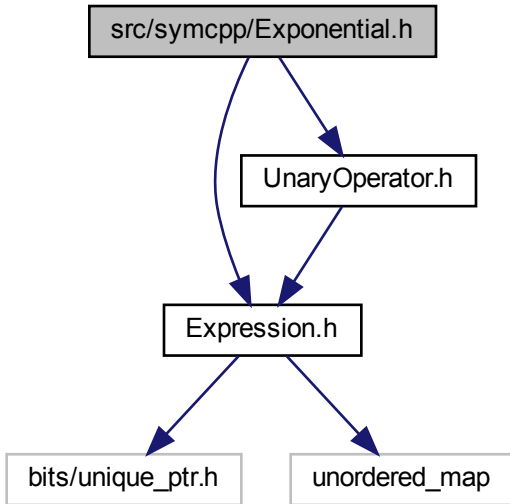 src/symcpp/Exponential.h
UnaryOperator.h
Expression.h
bits/unique_ptr.h
unordered_map